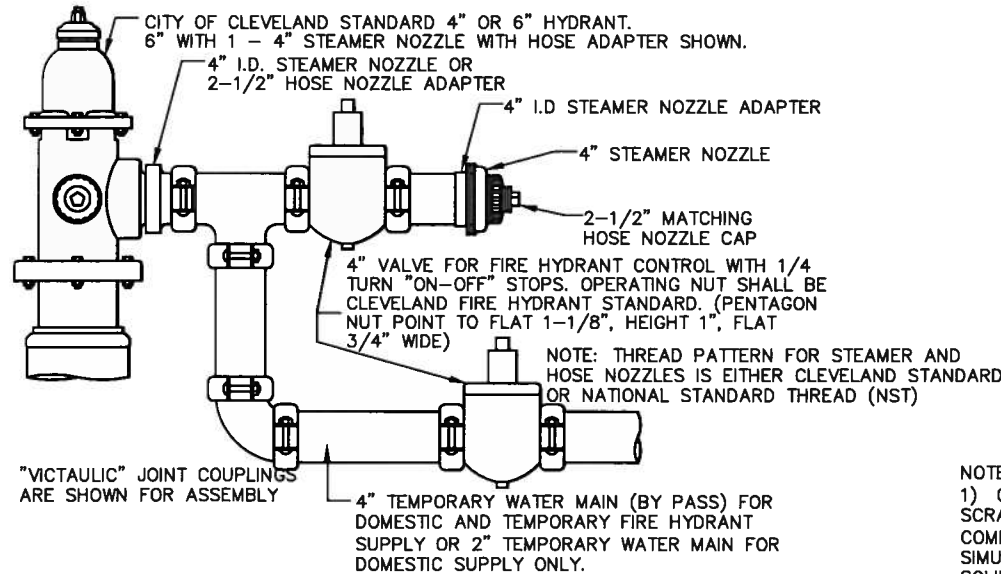 CITY OF CLEVELAND STANDARD 4" OR 6" HYDRANT.
6" WITH 1 – 4" STEAMER NOZZLE WITH HOSE ADAPTER SHOWN.
4" I.D. STEAMER NOZZLE OR
2–1/2" HOSE NOZZLE ADAPTER
4" I.D STEAMER NOZZLE ADAPTER
4" STEAMER NOZZLE
2–1/2" MATCHING
HOSE NOZZLE CAP
4" VALVE FOR FIRE HYDRANT CONTROL WITH 1/4
TURN "ON–OFF" STOPS. OPERATING NUT SHALL BE
CLEVELAND FIRE HYDRANT STANDARD. (PENTAGON
NUT POINT TO FLAT 1–1/8", HEIGHT 1", FLAT
3/4" WIDE)
NOTE: THREAD PATTERN FOR STEAMER AND
HOSE NOZZLES IS EITHER CLEVELAND STANDARD
OR NATIONAL STANDARD THREAD (NST)
"VICTAULIC" JOINT COUPLINGS
ARE SHOWN FOR ASSEMBLY
4" TEMPORARY WATER MAIN (BY PASS) FOR
DOMESTIC AND TEMPORARY FIRE HYDRANT
SUPPLY OR 2" TEMPORARY WATER MAIN FOR
DOMESTIC SUPPLY ONLY.
NOTE
1)
SCRA
COM
SIMU